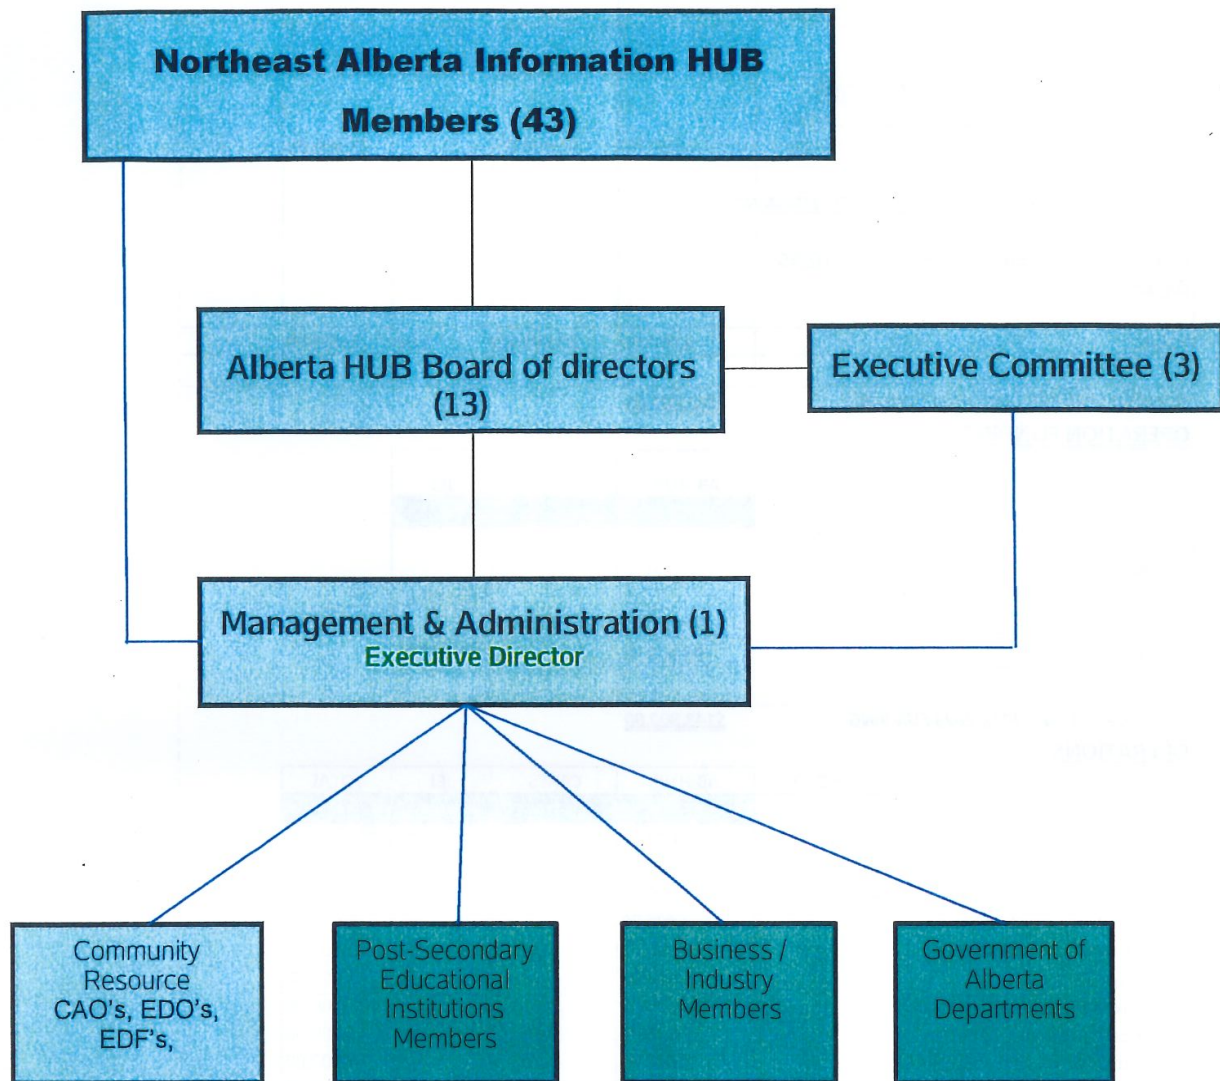 Northeast Alberta Information HUB
Members (43)
Alberta HUB Board of directors
(13)
Executive Committee (3)
Management & Administration (1)
Executive Director
Community
Resource
CAO's, EDO's,
EDF's,
Post-Secondary
Educational
Institutions
Members
Business /
Industry
Members
Government of
Alberta
Departments